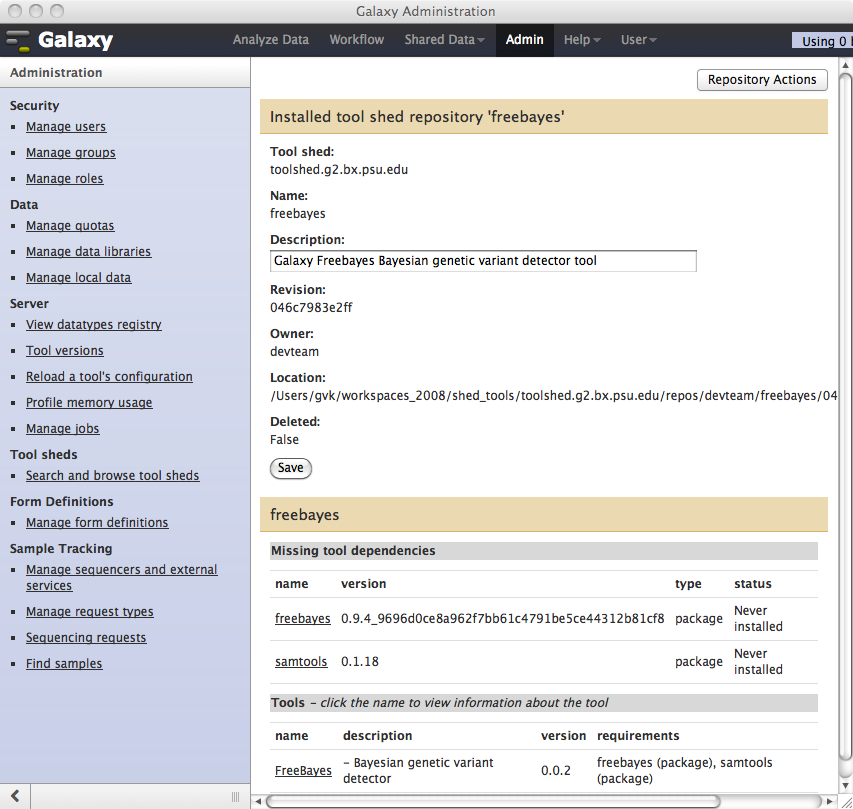 Galaxy Administration
Galaxy
Analyze Data Workflow Shared Data Admin Help User Using 0
Administration
Security
Manage users
Manage groups
Manage roles
Data
Manage quotas
Manage data libraries
Manage local data
Server
View datatypes registry
Tool versions
Reload a tool's configuration
Profile memory usage
Manage jobs
Tool sheds
Search and browse tool sheds
Form Definitions
Manage form definitions
Sample Tracking
Manage sequencers and external
services
Manage request types
Sequencing requests
Find samples
Repository Actions
Installed tool shed repository 'freebayes'
Tool shed:
toolshed.g2.bx.psu.edu
Name:
freebayes
Description:
Galaxy Freebayes Bayesian genetic variant detector tool
Revision:
046c7983e2ff
Owner:
devteam
Location:
/Users/gvk/workspaces_2008/shed_tools/toolshed.g2.bx.psu.edu/repos/devteam/freebayes/04
Deleted:
False
Save
freebayes
Missing tool dependencies
name version type status
freebayes 0.9.4_9696d0ce8a962f7bb61c4791be5ce44312b81cf8 package Never
installed
samtools 0.1.18 package Never
installed
Tools – click the name to view information about the tool
name description version requirements
FreeBayes – Bayesian genetic variant
detector 0.0.2 freebayes (package), samtools
(package)